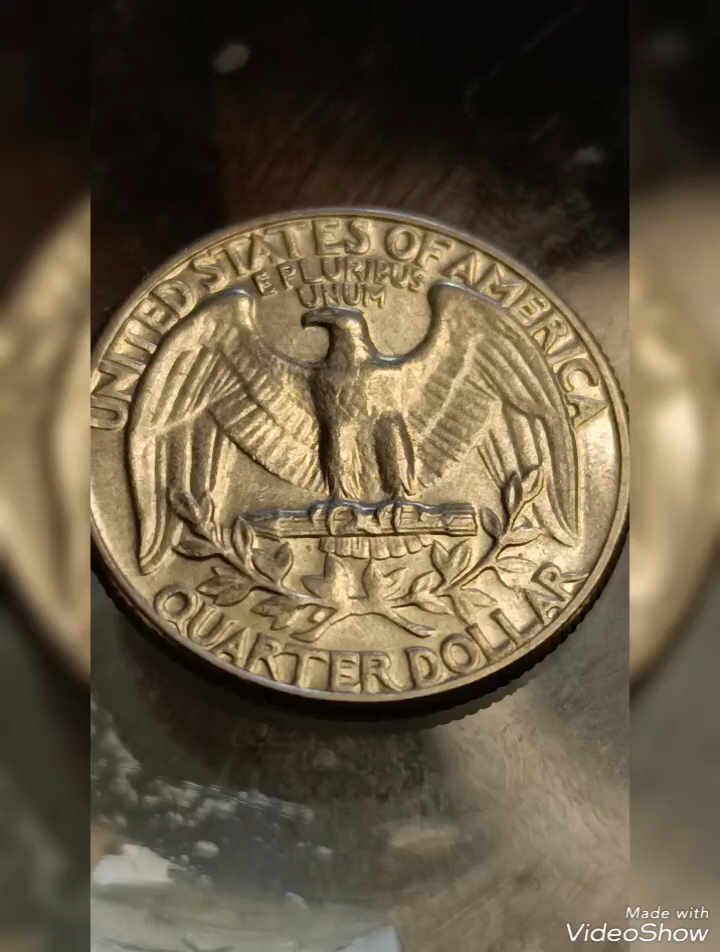 UNITED STATES OF AMERICA
E PLURIBUS
UNUM
QUARTER DOLLAR
Made with
VideoShow